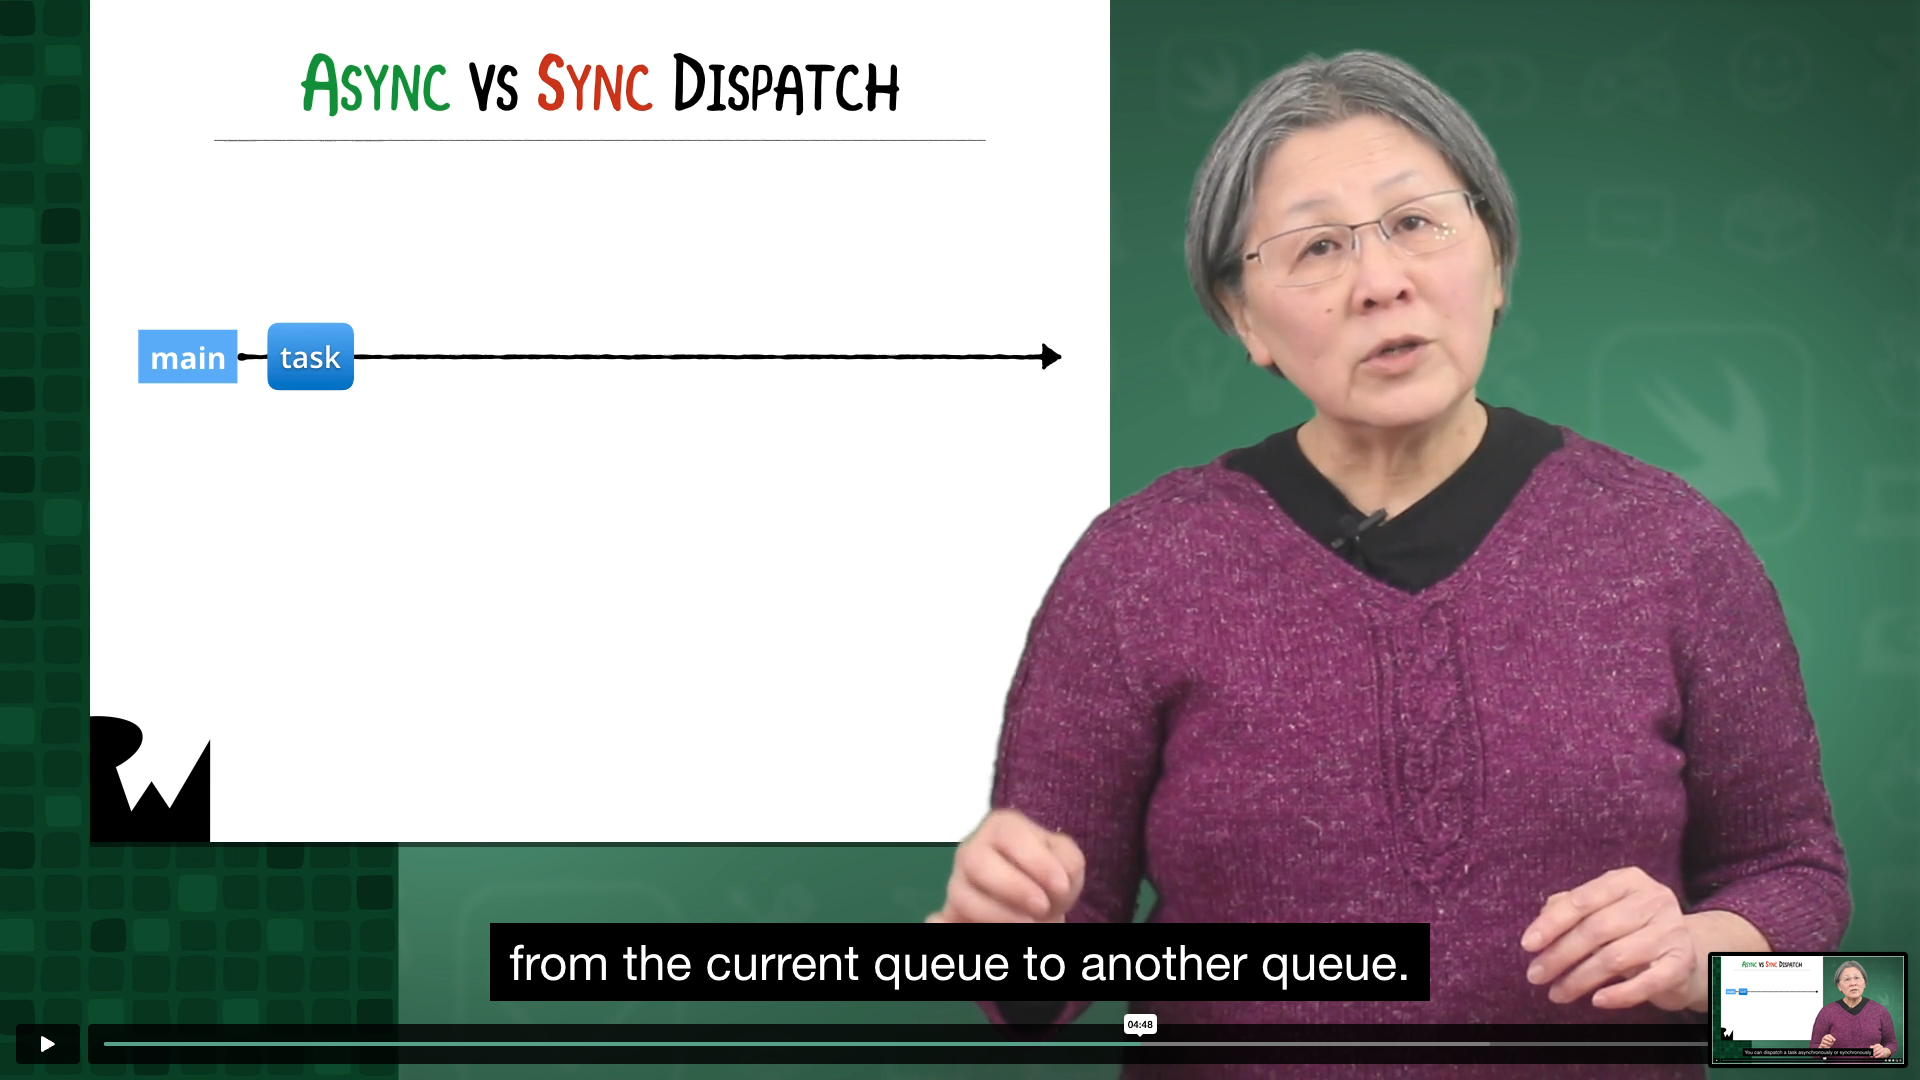 Async vs Sync Dispatch
main
task
RW
from the current queue to another queue.
04:48
Async vs Sync Dispatch
You can dispatch a task asynchronously or synchronously